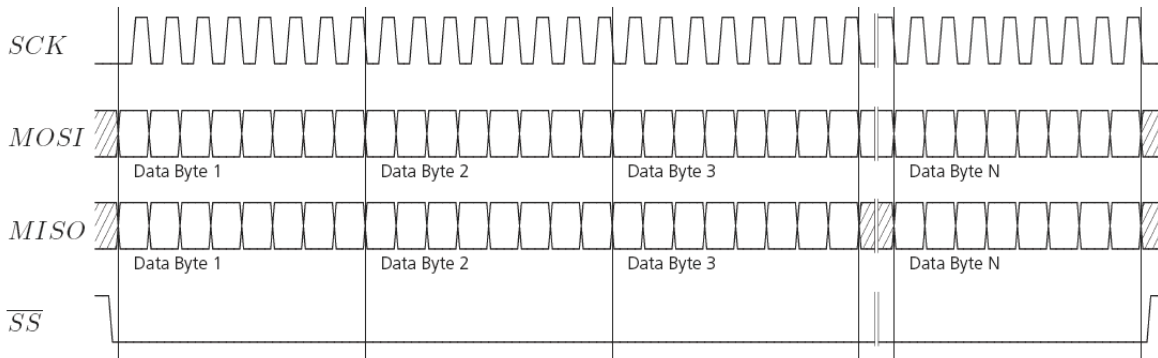 SCK
MOSI
Data Byte 1 Data Byte 2 Data Byte 3 Data Byte N
MISO
Data Byte 1 Data Byte 2 Data Byte 3 Data Byte N
S̅S̅